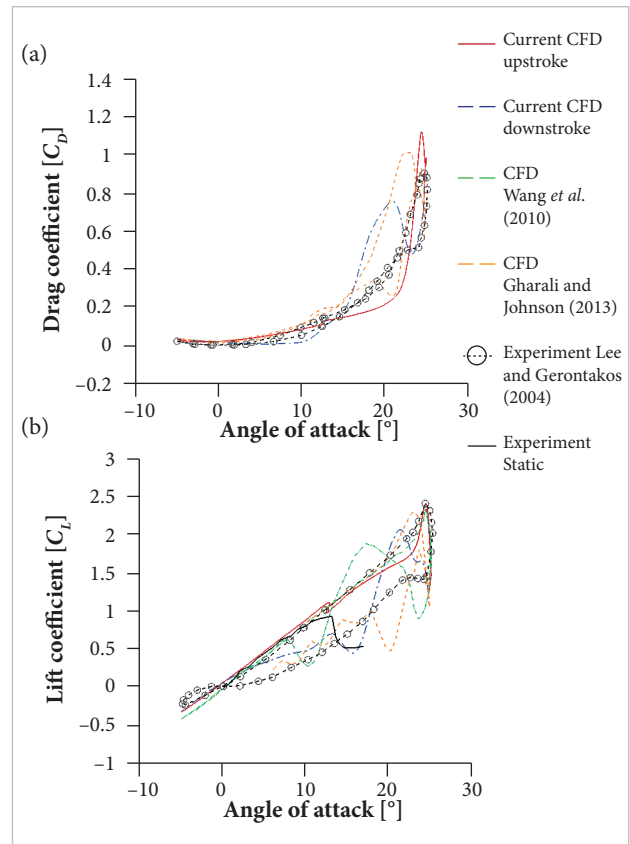 (a)
1.4
1.2
1
0.8
0.6
0.4
0.2
0
−0.2
Drag coefficient [C_D]
−10
0
10
20
30
Angle of attack [°]
Current CFD
upstroke
Current CFD
downstroke
CFD
Wang et al.
(2010)
CFD
Gharali and
Johnson (2013)
Experiment Lee
and Gerontakos
(2004)
Experiment
Static
(b)
3
2.5
2
1.5
1
0.5
0
−0.5
−1
Lift coefficient [C_L]
−10
0
10
20
30
Angle of attack [°]